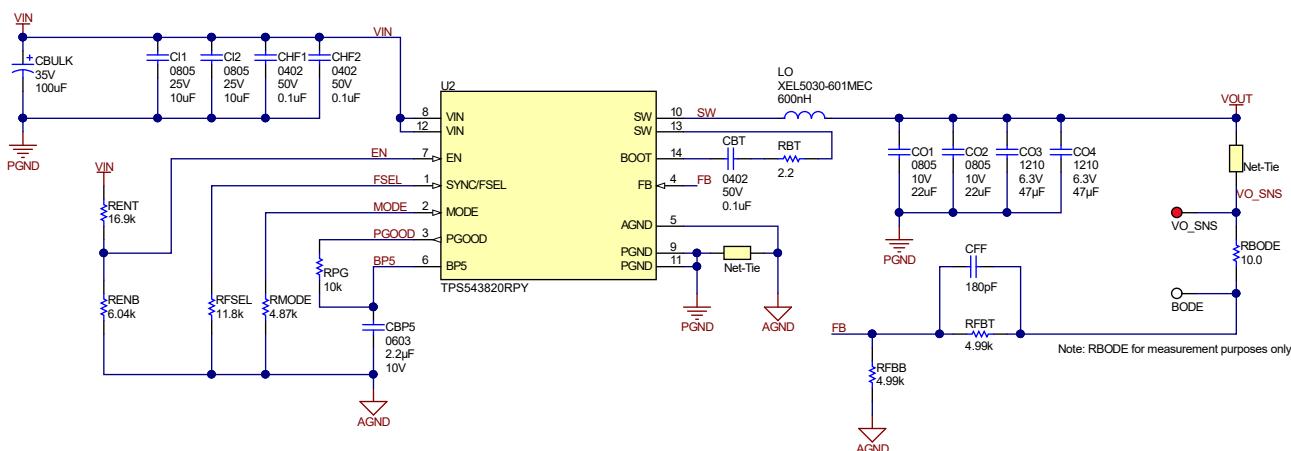 VIN
CBULK
35V
100uF
PGND
CI1
0805
25V
10uF
CI2
0805
25V
10uF
CHF1
0402
50V
0.1uF
CHF2
0402
50V
0.1uF
VIN
VIN
RENT
16.9k
RENB
6.04k
EN
FSEL
MODE
PGOOD
BP5
RFSEL
11.8k
RMODE
4.87k
RPG
10k
CBP5
0603
2.2µF
10V
AGND
U2
8 VIN
12 VIN
7 EN
1 SYNC/FSEL
2 MODE
3 PGOOD
6 BP5
SW 10
SW 13
BOOT 14
FB 4
AGND 5
PGND 9
PGND 11
TPS543820RPY
SW
FB
CBT
0402
50V
0.1uF
RBT
2.2
Net-Tie
PGND
AGND
LO
XEL5030-601MEC
600nH
CO1
0805
10V
22uF
CO2
0805
10V
22uF
CO3
1210
6.3V
47µF
CO4
1210
6.3V
47µF
PGND
VOUT
Net-Tie
VO_SNS
VO_SNS
RBODE
10.0
BODE
CFF
180pF
FB
RFBT
4.99k
RFBB
4.99k
AGND
Note: RBODE for measurement purposes only